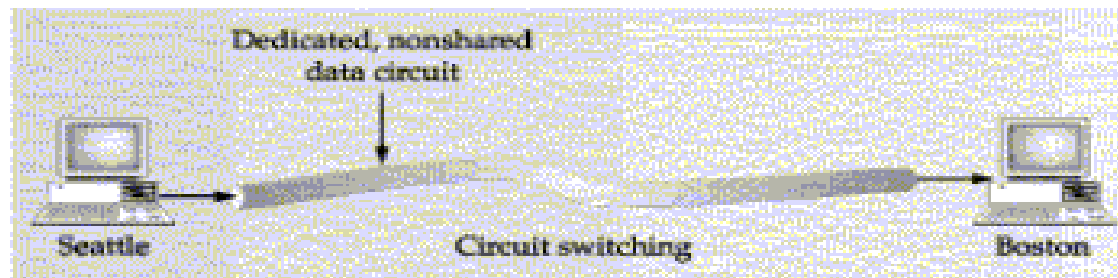 Dedicated, nonshared
data circuit
Seattle
Circuit switching
Boston